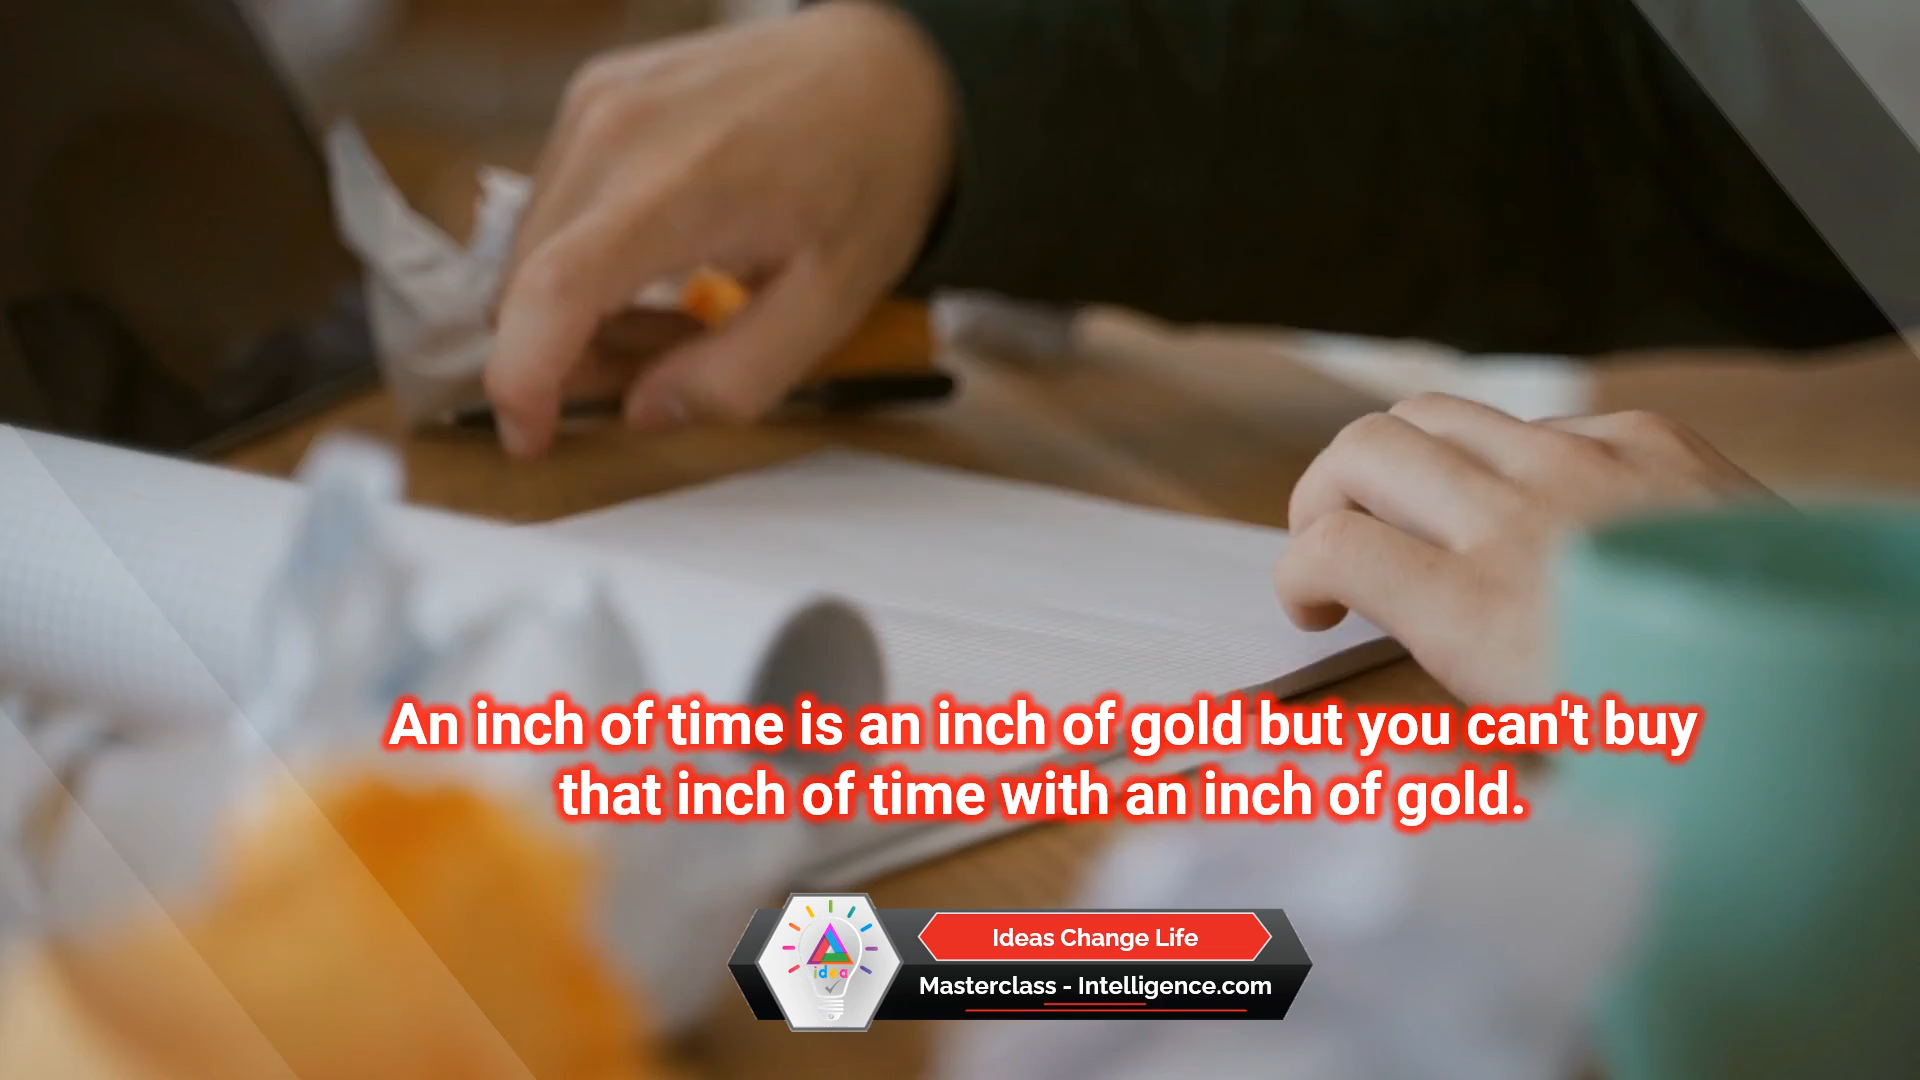 An inch of time is an inch of gold but you can't buy
that inch of time with an inch of gold.
idea
Ideas Change Life
Masterclass - Intelligence.com